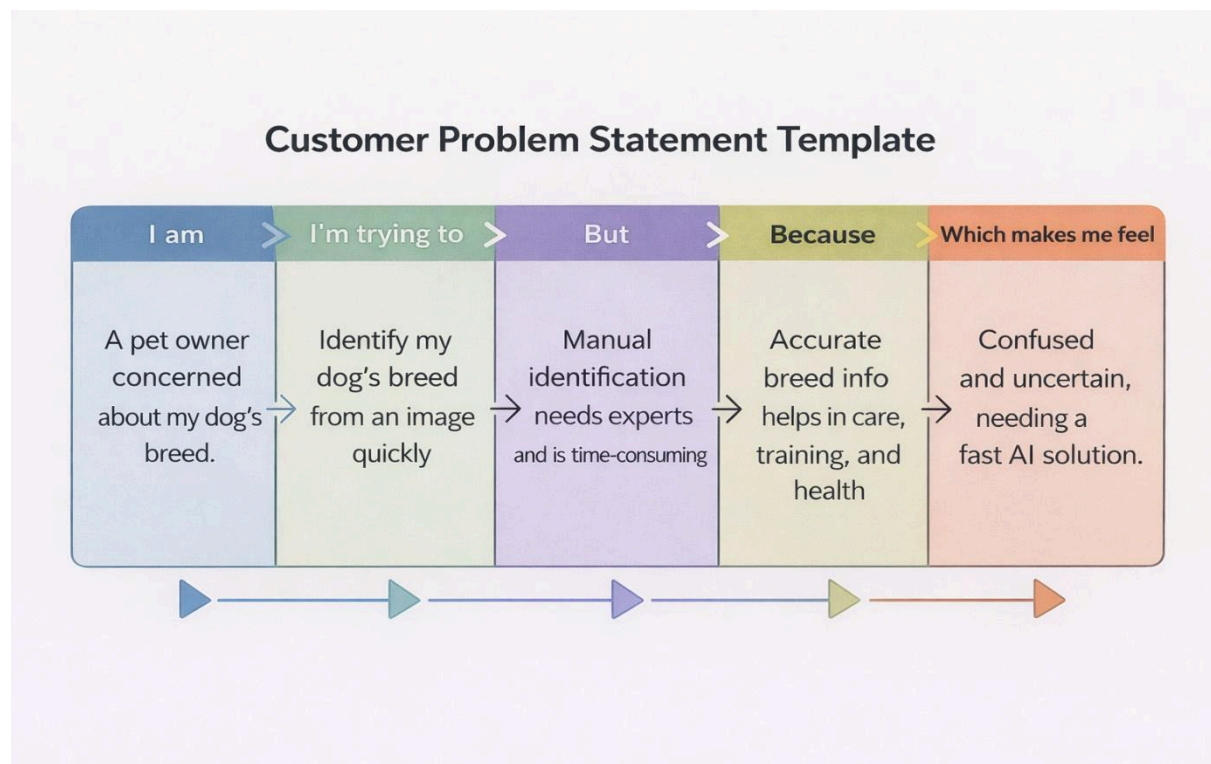 Customer Problem Statement Template
I am
I'm trying to
But
Because
Which makes me feel
A pet owner
concerned
about my dog's
breed.
Identify my
dog's breed
from an image
quickly
Manual
identification
needs experts
and is time-consuming
Accurate
breed info
helps in care,
training, and
health
Confused
and uncertain,
needing a
fast AI solution.